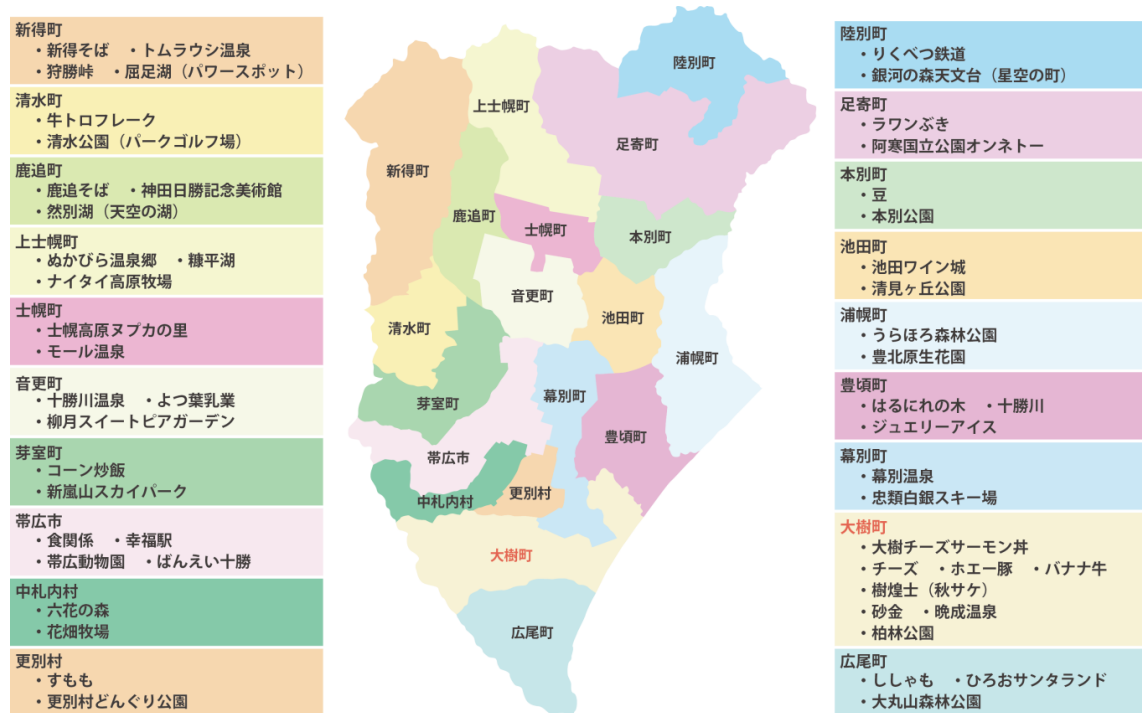 新得町
・新得そば ・トムラウシ温泉
・狩勝峠 ・屈足湖（パワースポット）
清水町
・牛トロフレーク
・清水公園（パークゴルフ場）
鹿追町
・鹿追そば ・神田日勝記念美術館
・然別湖（天空の湖）
上士幌町
・ぬかびら温泉郷 ・糠平湖
・ナイタイ高原牧場
士幌町
・士幌高原ヌプカの里
・モール温泉
音更町
・十勝川温泉 ・よつ葉乳業
・柳月スイートピアガーデン
芽室町
・コーン炒飯
・新嵐山スカイパーク
帯広市
・食関係 ・幸福駅
・帯広動物園 ・ばんえい十勝
中札内村
・六花の森
・花畑牧場
更別村
・すもも
・更別村どんぐり公園
陸別町
上士幌町
足寄町
新得町
鹿追町
士幌町
本別町
音更町
池田町
清水町
浦幌町
幕別町
芽室町
豊頃町
帯広市
更別村
中札内村
大樹町
広尾町
陸別町
・りくべつ鉄道
・銀河の森天文台（星空の町）
足寄町
・ラワンぶき
・阿寒国立公園オンネトー
本別町
・豆
・本別公園
池田町
・池田ワイン城
・清見ヶ丘公園
浦幌町
・うらほろ森林公園
・豊北原生花園
豊頃町
・はるにれの木 ・十勝川
・ジュエリーアイス
幕別町
・幕別温泉
・忠類白銀スキー場
大樹町
・大樹チーズサーモン丼
・チーズ ・ホエー豚 ・バナナ牛
・樹煌士（秋サケ）
・砂金 ・晩成温泉
・柏林公園
広尾町
・ししゃも ・ひろおサンタランド
・大丸山森林公園